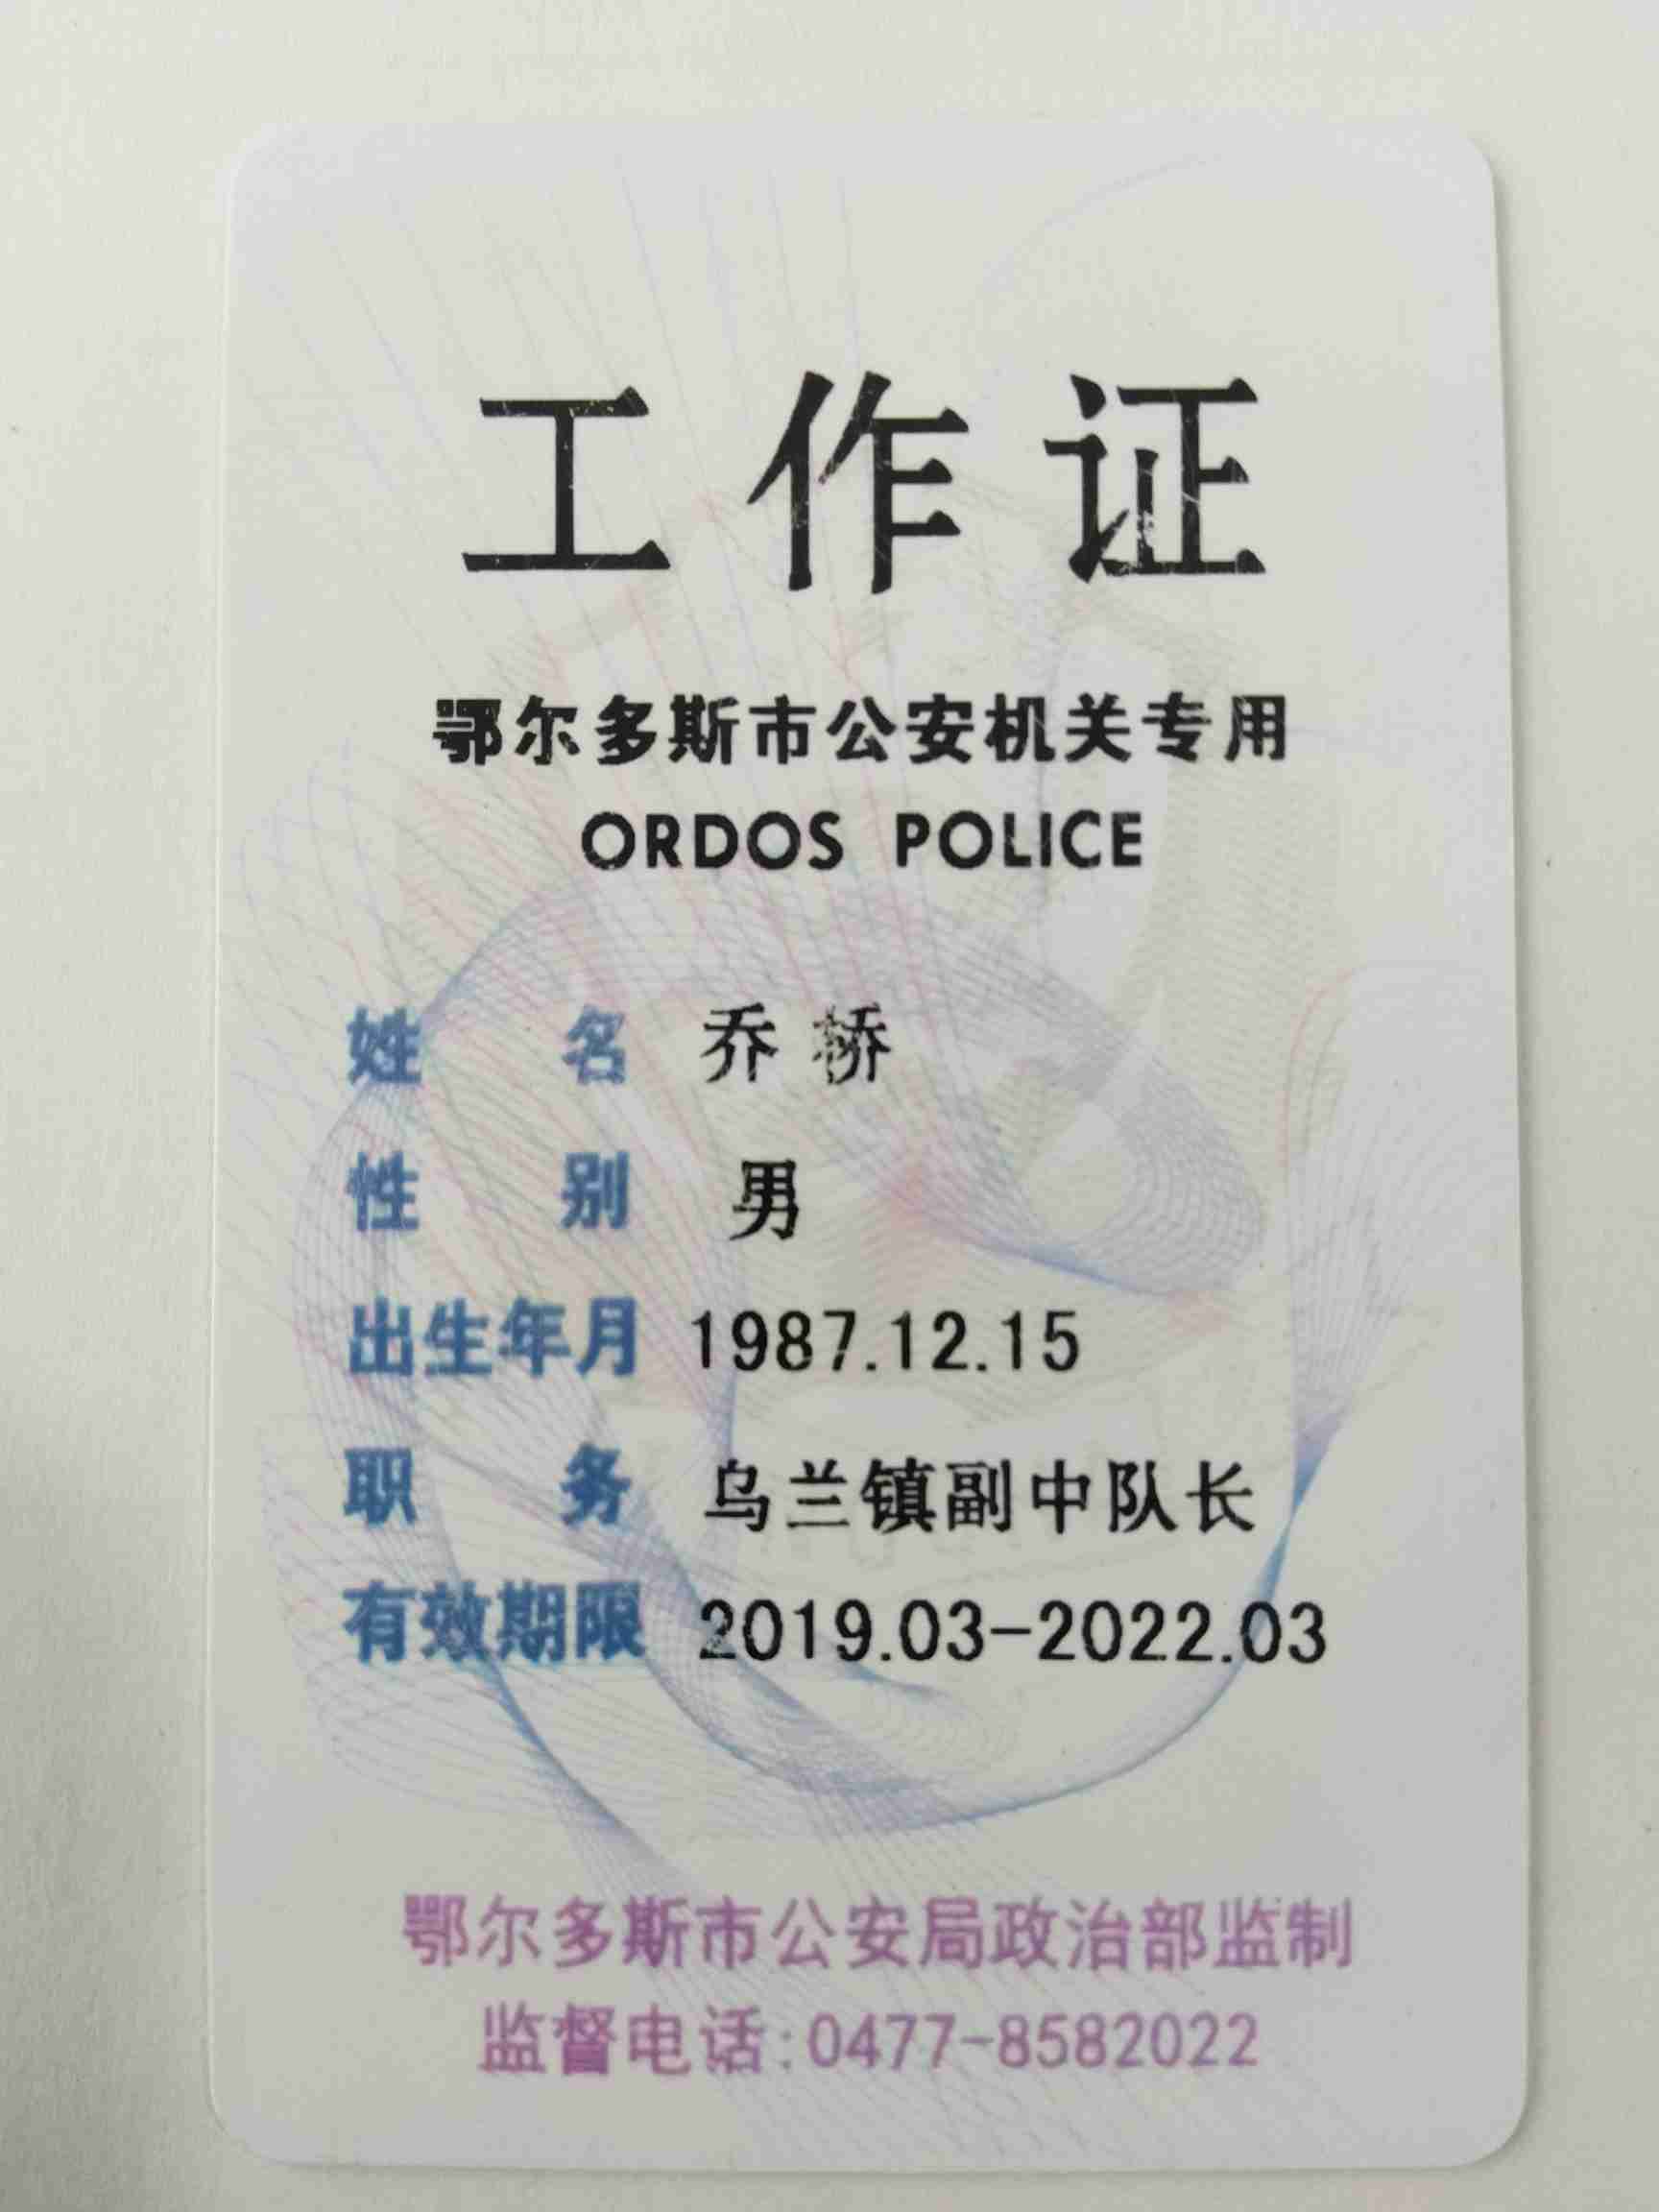 工作证
鄂尔多斯市公安机关专用
ORDOS POLICE
姓名 乔桥
性别 男
出生年月 1987.12.15
职务 乌兰镇副中队长
有效期限 2019.03-2022.03
鄂尔多斯市公安局政治部监制
监督电话:0477-8582022